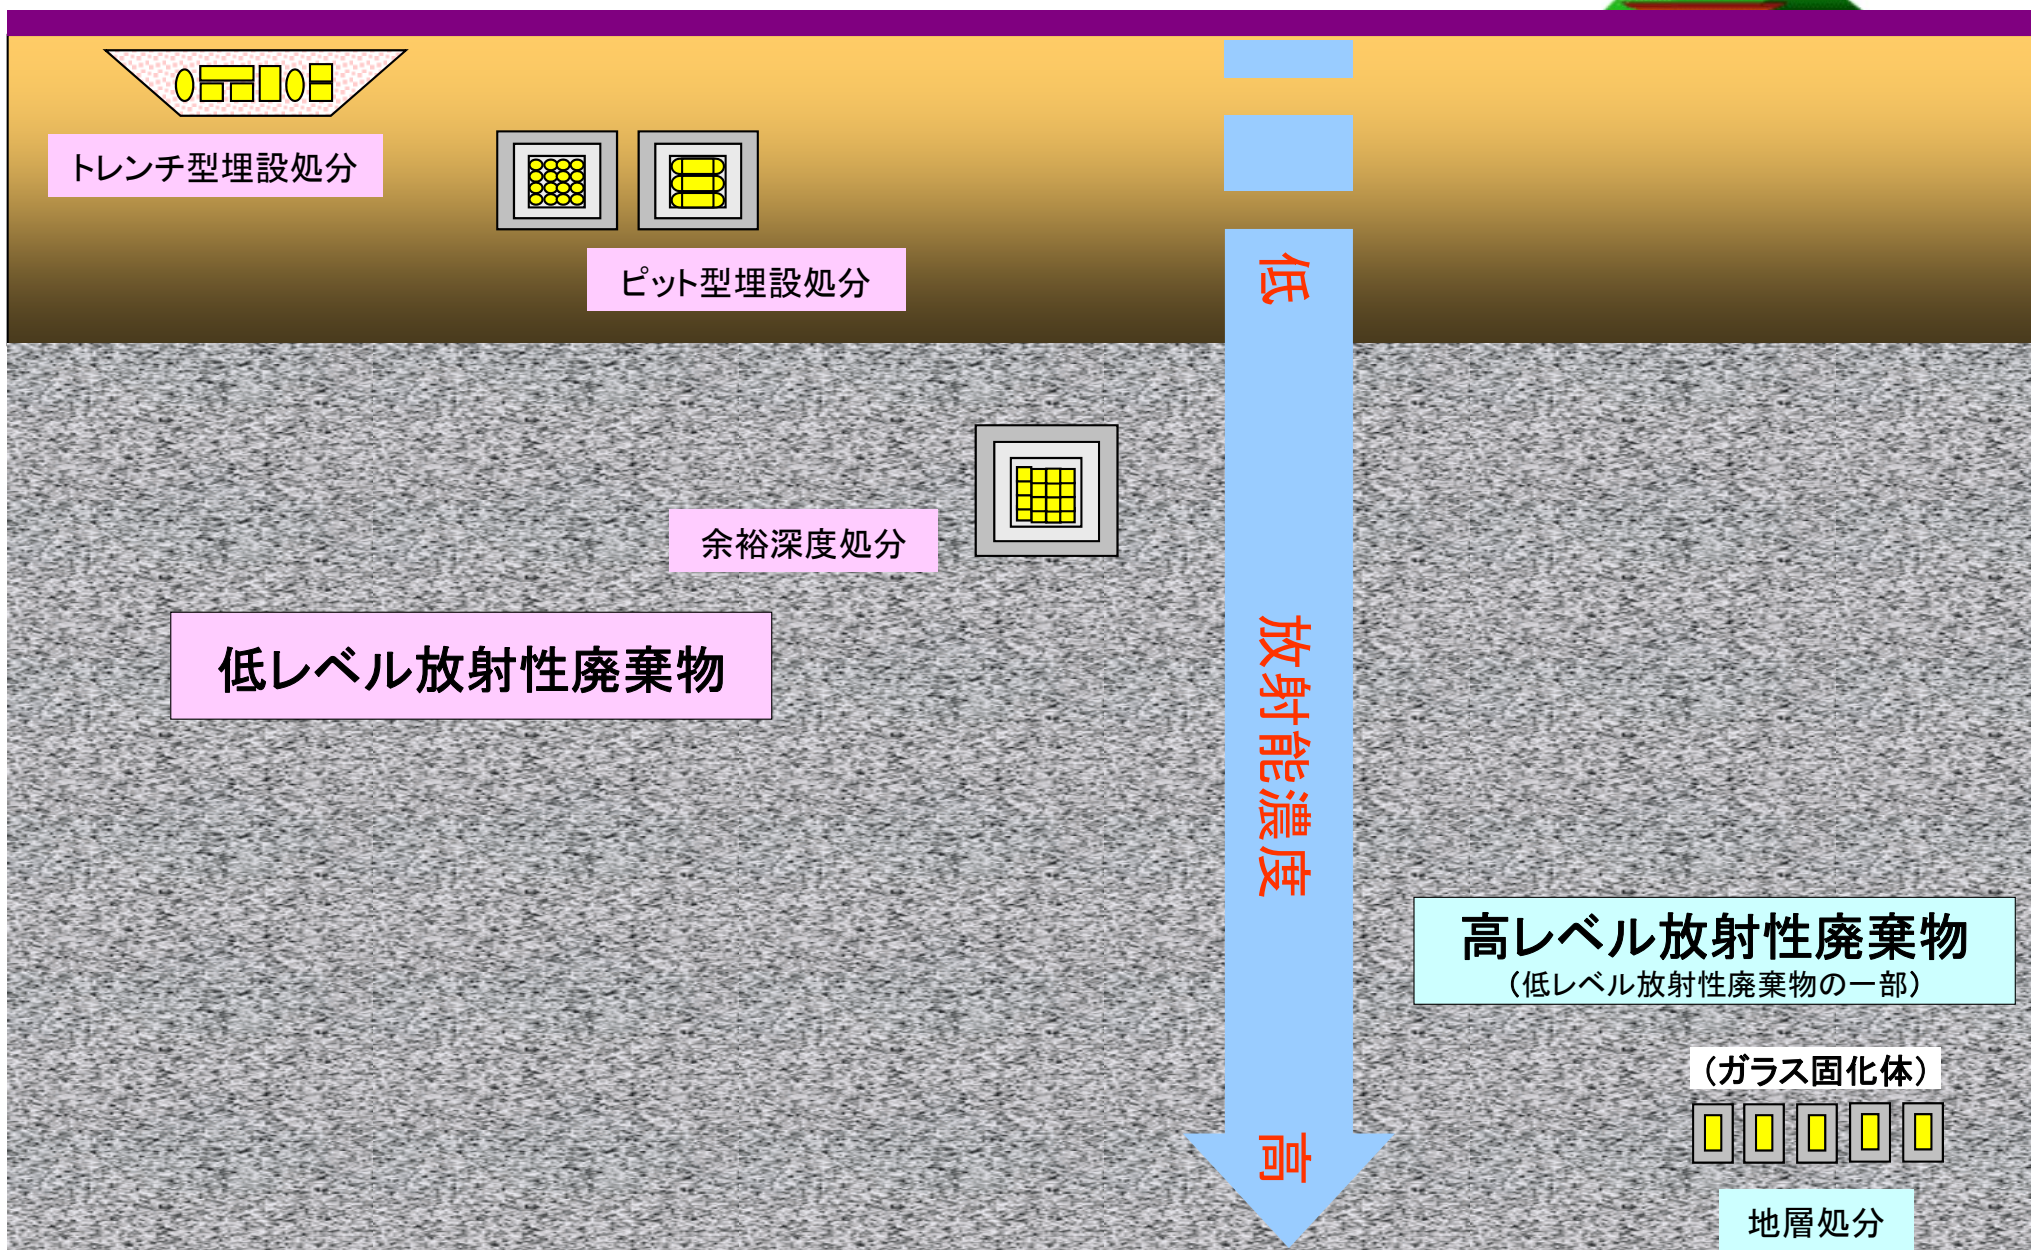 トレンチ型埋設処分
ピット型埋設処分
余裕深度処分
低レベル放射性廃棄物
低
放射能濃度
高
高レベル放射性廃棄物
（低レベル放射性廃棄物の一部）
（ガラス固化体）
地層処分